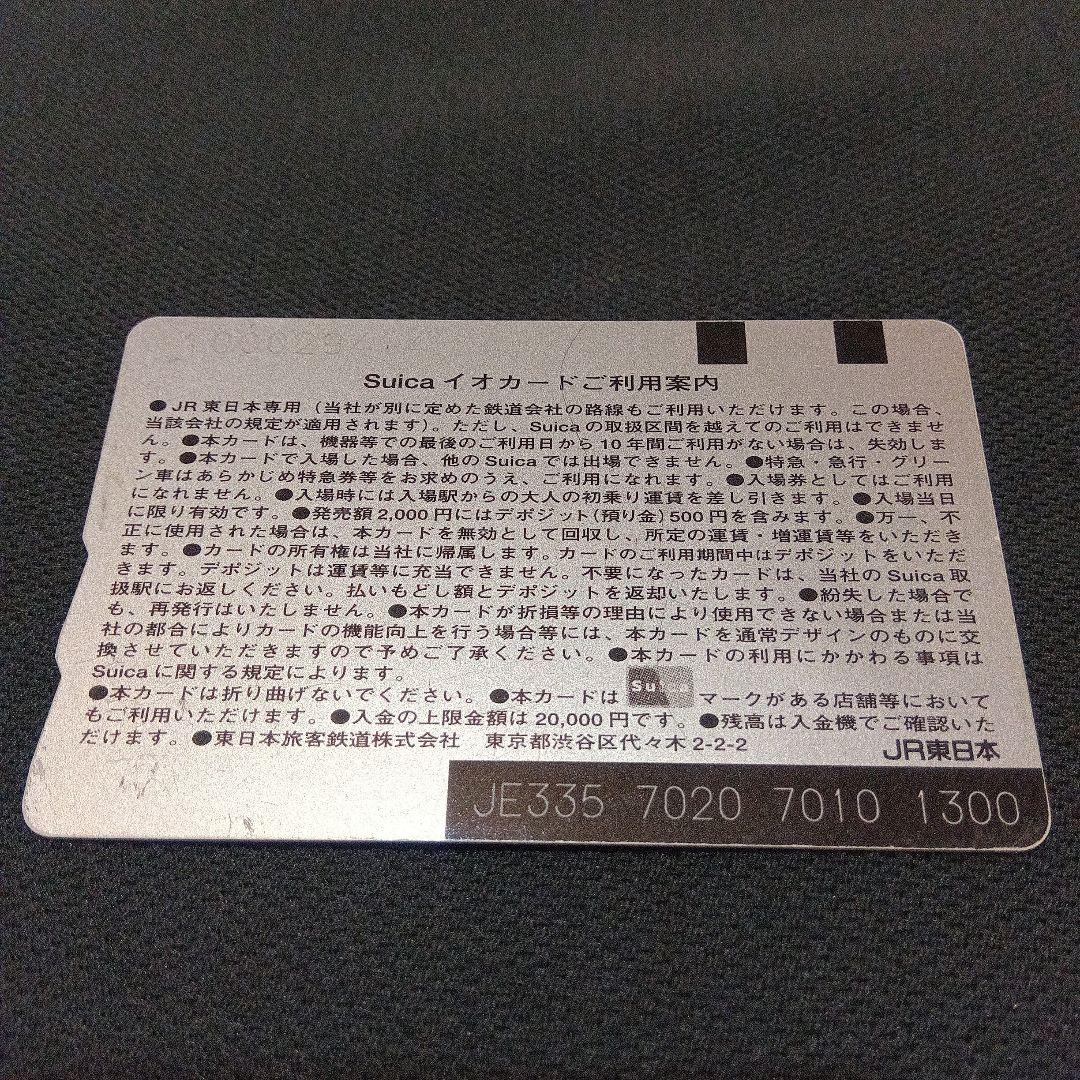 Suica イオカードご利用案内
●JR東日本専用（当社が別に定めた鉄道会社の路線もご利用いただけます。この場合、
当該会社の規定が適用されます）。ただし、Suicaの取扱区間を越えてのご利用はできませ
ん。●本カードは、機器等での最後のご利用日から10年間ご利用がない場合は、失効しま
す。●本カードで入場した場合、他のSuicaでは出場できません。●特急・急行・グリー
ン車はあらかじめ特急券等をお求めのうえ、ご利用になれます。●入場券としてはご利用
になれません。●入場時には入場駅からの大人の初乗り運賃を差し引きます。●入場当日
に限り有効です。●発売額2,000円にはデポジット(預り金)500円を含みます。●万一、不
正に使用された場合は、本カードを無効として回収し、所定の運賃・増運賃等をいただき
ます。●カードの所有権は当社に帰属します。カードのご利用期間中はデポジットをいただ
きます。デポジットは運賃等に充当できません。不要になったカードは、当社のSuica取
扱駅にお返しください。払いもどし額とデポジットを返却いたします。●紛失した場合で
も、再発行はいたしません。●本カードが折損等の理由により使用できない場合または当
社の都合によりカードの機能向上を行う場合等には、本カードを通常デザインのものに交
換させていただきますので予めご了承ください。●本カードの利用にかかわる事項は
Suicaに関する規定によります。
●本カードは折り曲げないでください。●本カードは Suica マークがある店舗等において
もご利用いただけます。●入金の上限金額は20,000円です。●残高は入金機でご確認いた
だけます。●東日本旅客鉄道株式会社 東京都渋谷区代々木2-2-2
JR東日本
JE335 7020 7010 1300